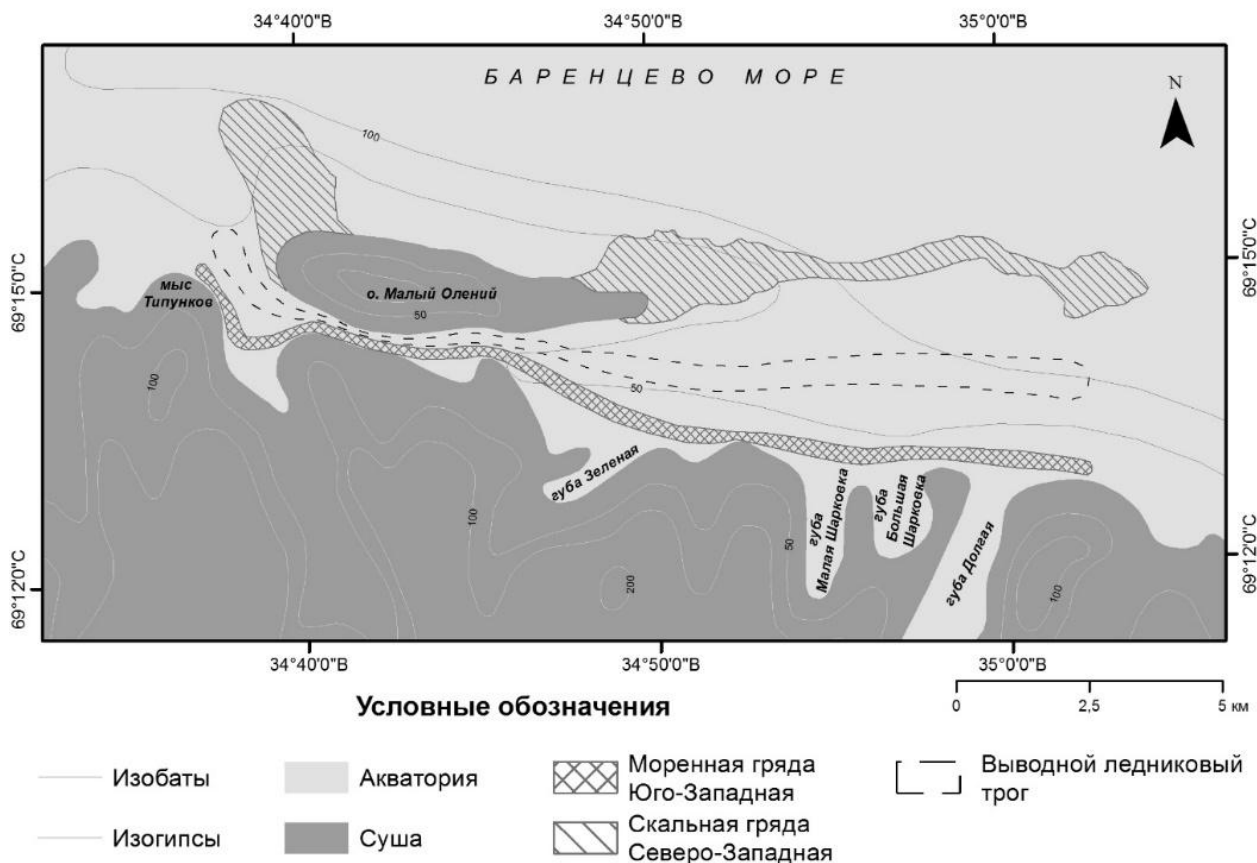 34°40'0"В 34°50'0"В 35°0'0"В
БАРЕНЦЕВО МОРЕ
N
100
69°15'0"С
69°15'0"С
мыс
Типунков
о. Малый Олений
50
100
50
губа Зеленая
100
200
50
губа
Малая Шарковка
губа
Большая
Шарковка
губа Долгая
100
69°12'0"С
69°12'0"С
34°40'0"В 34°50'0"В 35°0'0"В
0 2,5 5 км
Условные обозначения
Изобаты
Изогипсы
Акватория
Суша
Моренная гряда
Юго-Западная
Скальная гряда
Северо-Западная
Выводной ледниковый
трог